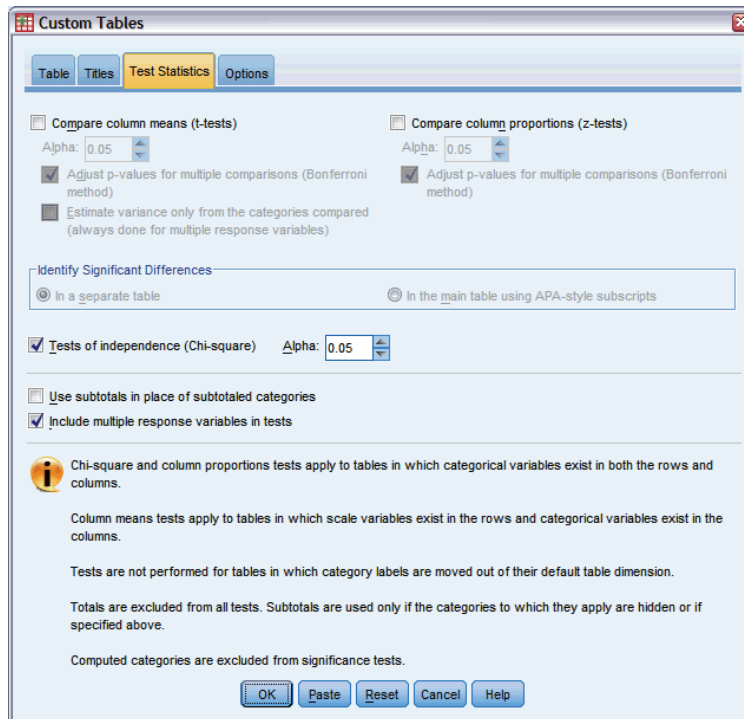 Custom Tables
Table Titles Test Statistics Options
Compare column means (t-tests)
Alpha: 0.05
Adjust p-values for multiple comparisons (Bonferroni
method)
Estimate variance only from the categories compared
(always done for multiple response variables)
Compare column proportions (z-tests)
Alpha: 0.05
Adjust p-values for multiple comparisons (Bonferroni
method)
Identify Significant Differences
In a separate table
In the main table using APA-style subscripts
Tests of independence (Chi-square) Alpha: 0.05
Use subtotals in place of subtotaled categories
Include multiple response variables in tests
Chi-square and column proportions tests apply to tables in which categorical variables exist in both the rows and
columns.
Column means tests apply to tables in which scale variables exist in the rows and categorical variables exist in the
columns.
Tests are not performed for tables in which category labels are moved out of their default table dimension.
Totals are excluded from all tests. Subtotals are used only if the categories to which they apply are hidden or if
specified above.
Computed categories are excluded from significance tests.
OK Paste Reset Cancel Help